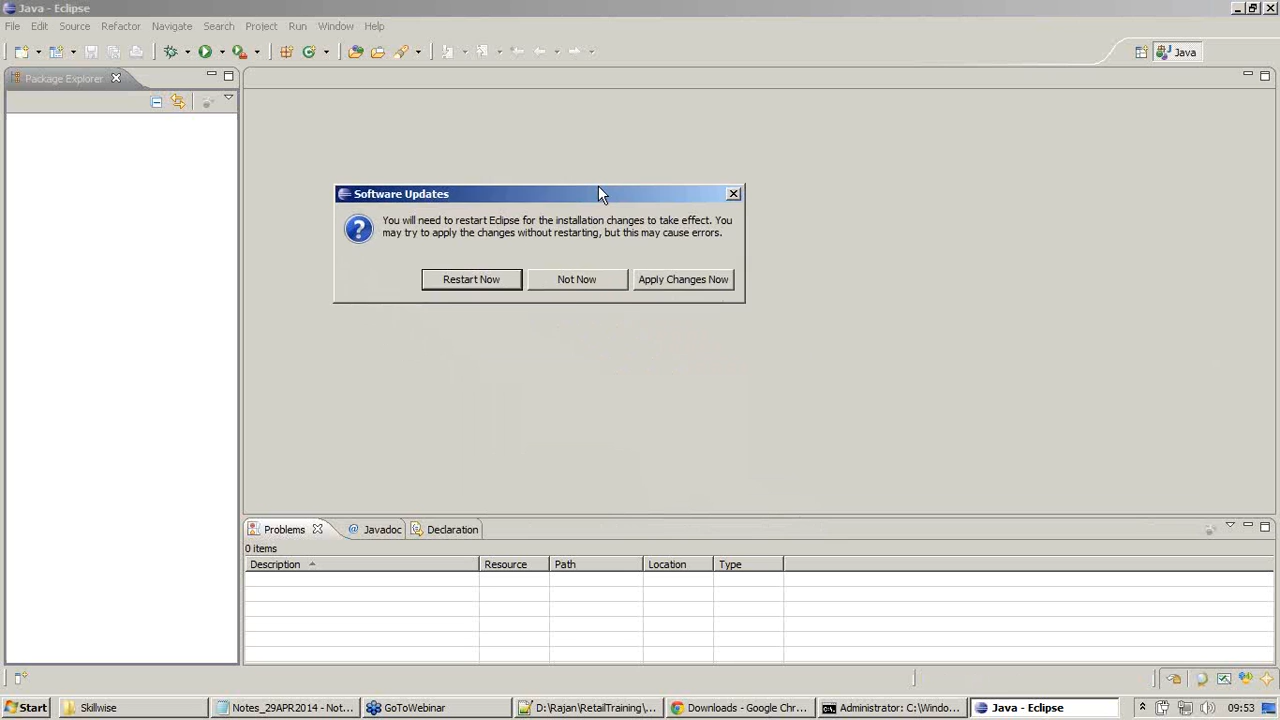 Java - Eclipse
File Edit Source Refactor Navigate Search Project Run Window Help
Java
Package Explorer
Software Updates
You will need to restart Eclipse for the installation changes to take effect. You
may try to apply the changes without restarting, but this may cause errors.
Restart Now Not Now Apply Changes Now
Problems @ Javadoc Declaration
0 items
Description Resource Path Location Type
Start Skillwise Notes_29APR2014 - Not... GoToWebinar D:\Rajan\RetailTraining\... Downloads - Google Chr... Administrator: C:\Windo... Java - Eclipse 09:53